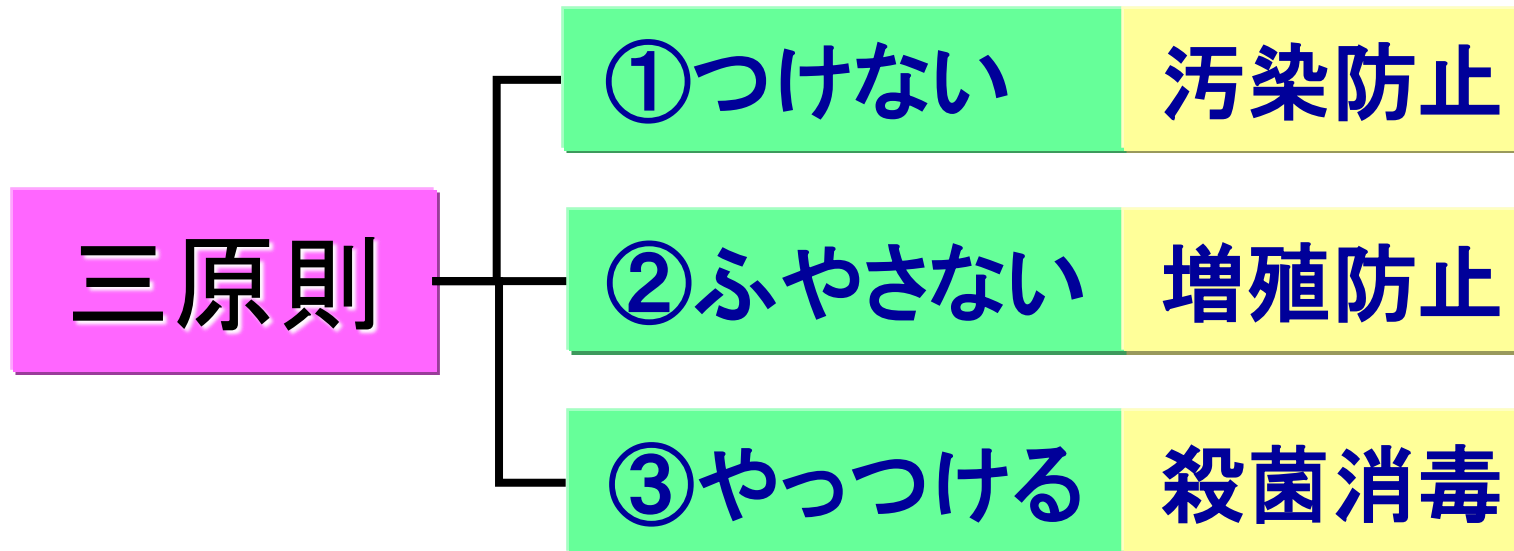 三原則
①つけない 汚染防止
②ふやさない 増殖防止
③やっつける 殺菌消毒